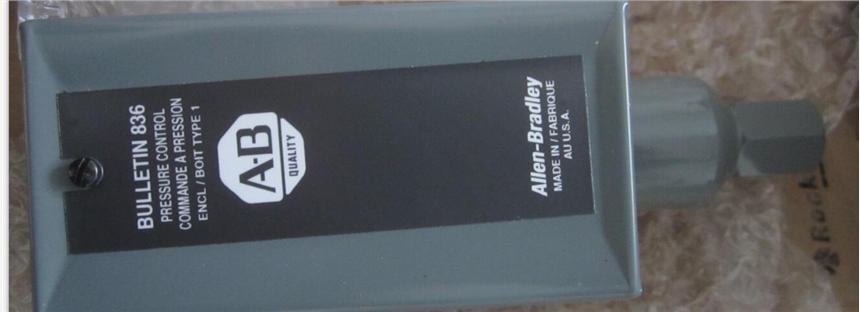 BULLETIN 836
PRESSURE CONTROL
COMMANDE A PRESSION
ENCL / BOIT TYPE 1
A-B
QUALITY
Allen-Bradley
MADE IN / FABRIQUE
AU U.S.A.